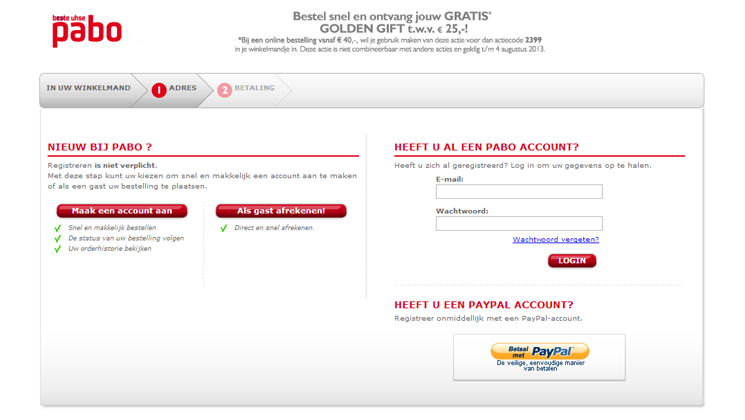 beate uhse
pabo
Bestel snel en ontvang jouw GRATIS*
GOLDEN GIFT t.w.v. € 25,-!
*Bij een online bestelling vanaf € 40,-, wil je gebruik maken van deze actie voer dan actiecode 2399
in je winkelmandje in. Deze actie is niet combineerbaar met andere acties en geldig t/m 4 augustus 2013.
IN UW WINKELMAND 1 ADRES 2 BETALING
NIEUW BIJ PABO ?
Registreren is niet verplicht.
Met deze stap kunt uw kiezen om snel en makkelijk een account aan te maken
of als een gast uw bestelling te plaatsen.
Maak een account aan
Snel en makkelijk bestellen
De status van uw bestelling volgen
Uw orderhistorie bekijken
Als gast afrekenen!
Direct en snel afrekenen.
HEEFT U AL EEN PABO ACCOUNT?
Heeft u zich al geregistreerd? Log in om uw gegevens op te halen.
E-mail:
Wachtwoord:
Wachtwoord vergeten?
LOGIN
HEEFT U EEN PAYPAL ACCOUNT?
Registreer onmiddellijk met een PayPal-account.
Betaal met PayPal
De veilige, eenvoudige manier
van betalen